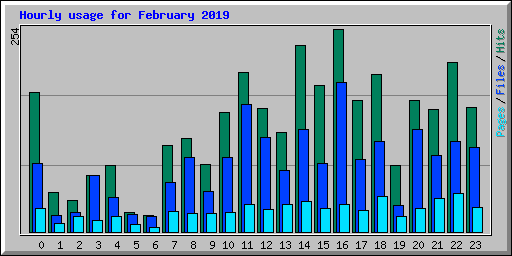 Hourly usage for February 2019
254
Pages/Files/Hits
0 1 2 3 4 5 6 7 8 9 10 11 12 13 14 15 16 17 18 19 20 21 22 23